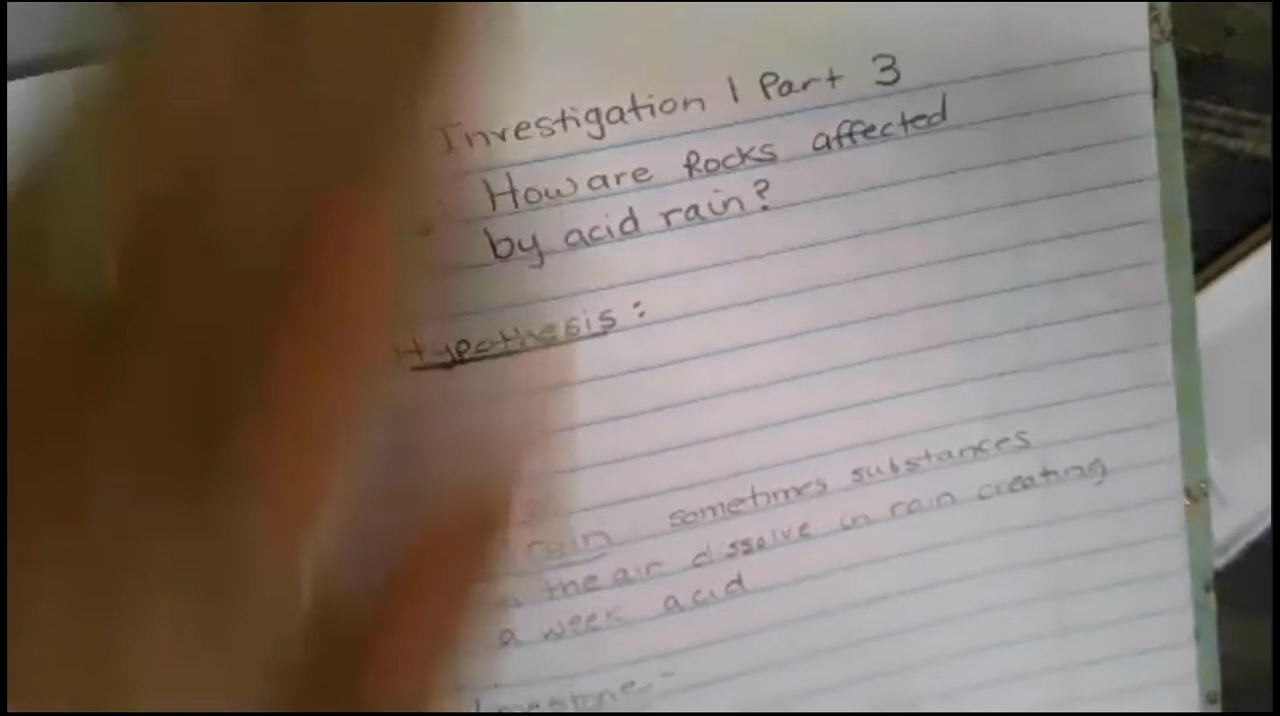 Investigation 1 Part 3
How are Rocks affected
by acid rain?
Hypothesis:
rain sometimes substances
the air dissolve in rain creating
a week acid